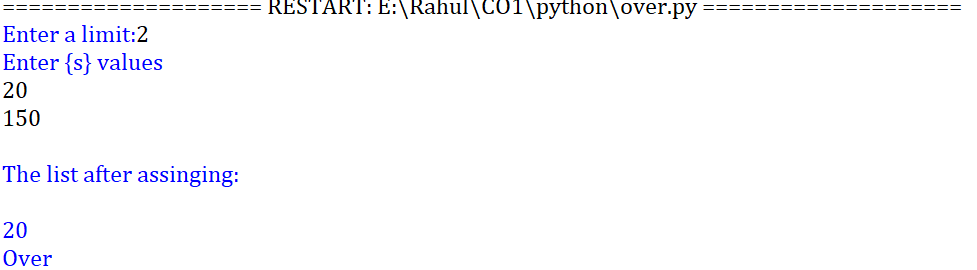 ==================== RESTART: E:\Rahul\CO1\python\over.py ====================
Enter a limit:2
Enter {s} values
20
150
The list after assinging:
20
Over